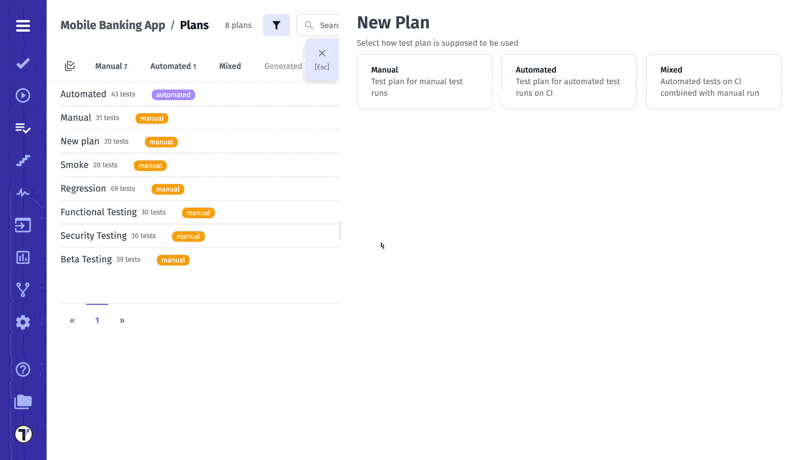 Mobile Banking App / Plans 8 plans
[Esc]
Manual 7 Automated 1 Mixed Generated
Automated 43 tests automated
Manual 31 tests manual
New plan 20 tests manual
Smoke 20 tests manual
Regression 69 tests manual
Functional Testing 30 tests manual
Security Testing 30 tests manual
Beta Testing 39 tests manual
« 1 »
New Plan
Select how test plan is supposed to be used
Manual
Test plan for manual test
runs
Automated
Test plan for automated test
runs on CI
Mixed
Automated tests on CI
combined with manual run